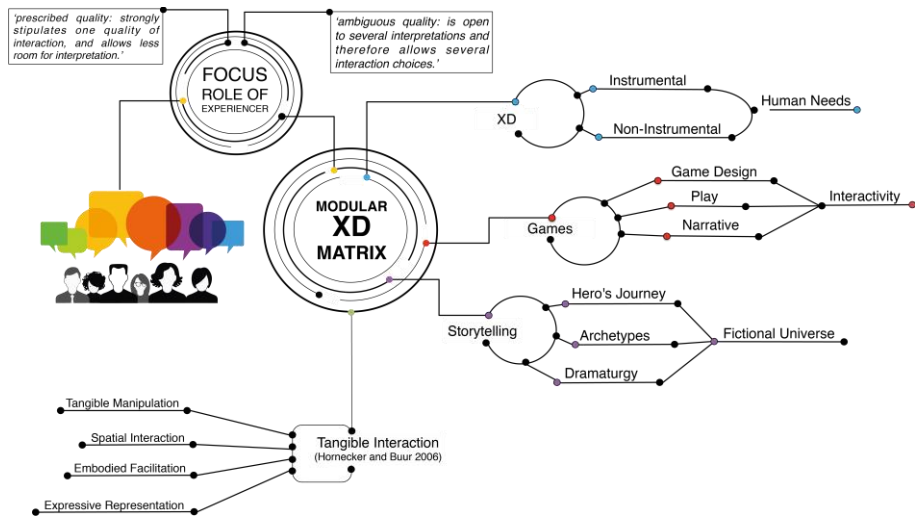 'prescribed quality: strongly
stipulates one quality of
interaction, and allows less
room for interpretation.'
'ambiguous quality: is open
to several interpretations and
therefore allows several
interaction choices.'
FOCUS
ROLE OF
EXPERIENCER
MODULAR
XD
MATRIX
XD
Instrumental
Non-Instrumental
Human Needs
Games
Game Design
Play
Narrative
Interactivity
Storytelling
Hero's Journey
Archetypes
Dramaturgy
Fictional Universe
Tangible Interaction
(Hornecker and Buur 2006)
Tangible Manipulation
Spatial Interaction
Embodied Facilitation
Expressive Representation